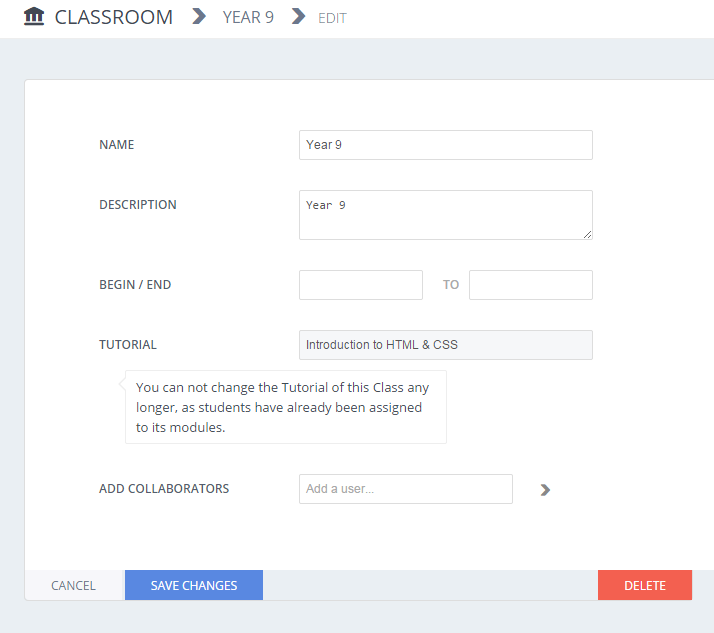 CLASSROOM YEAR 9 EDIT
NAME Year 9
DESCRIPTION Year 9
BEGIN / END TO
TUTORIAL Introduction to HTML & CSS
You can not change the Tutorial of this Class any
longer, as students have already been assigned
to its modules.
ADD COLLABORATORS Add a user...
CANCEL SAVE CHANGES DELETE